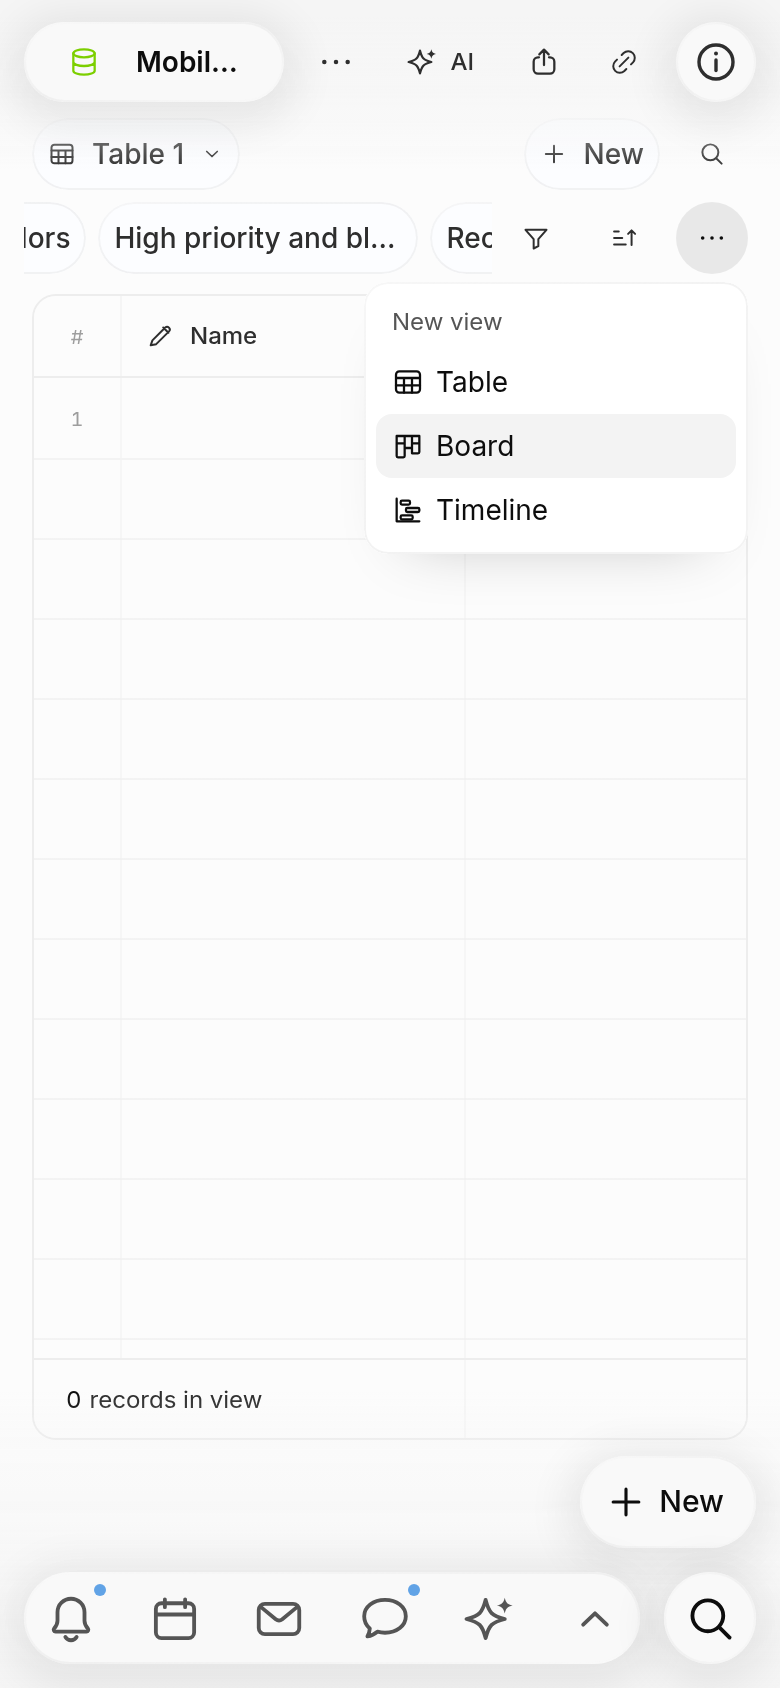 Mobil...
AI
Table 1
New
lors
High priority and bl...
Rec
New view
#
Name
Table
1
Board
Timeline
0 records in view
New